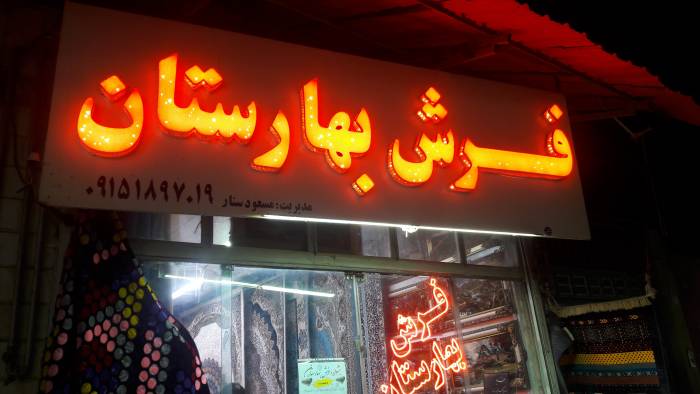 فرش بهارستان
مدیریت: مسعود ستار ۰۹۱۵۱۸۹۷۰۱۹
فرش
بهارستان